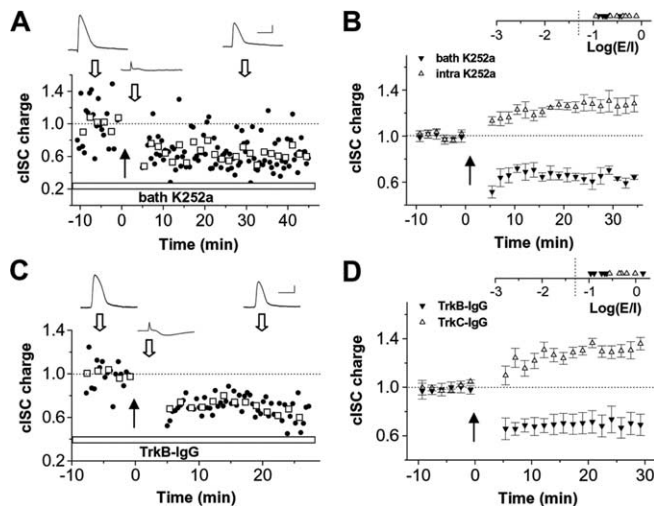 A
cISC charge
1.4
1.0
0.6
0.2
bath K252a
-10 0 10 20 30 40
Time (min)
B
-3 -2 -1 0
Log(E/I)
bath K252a
intra K252a
cISC charge
1.4
1.0
0.6
-10 0 10 20 30
Time (min)
C
cISC charge
1.4
1.0
0.6
0.2
TrkB-IgG
-10 0 10 20
Time (min)
D
-3 -2 -1 0
Log(E/I)
TrkB-IgG
TrkC-IgG
cISC charge
1.4
1.0
0.6
-10 0 10 20 30
Time (min)